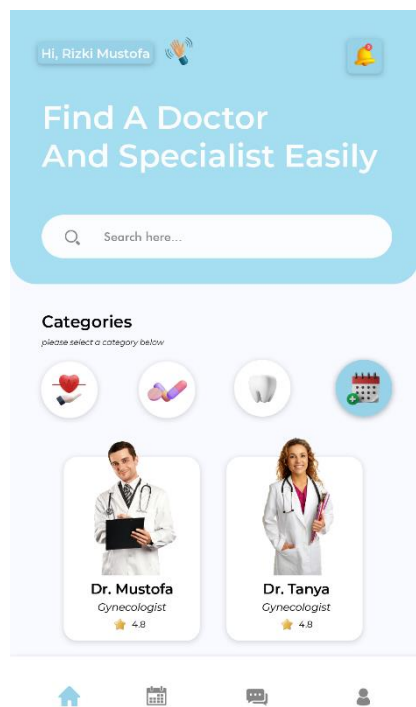 Hi, Rizki Mustofa
Find A Doctor
And Specialist Easily
Search here...
Categories
please select a category below
Dr. Mustofa
Gynecologist
4.8
Dr. Tanya
Gynecologist
4.8